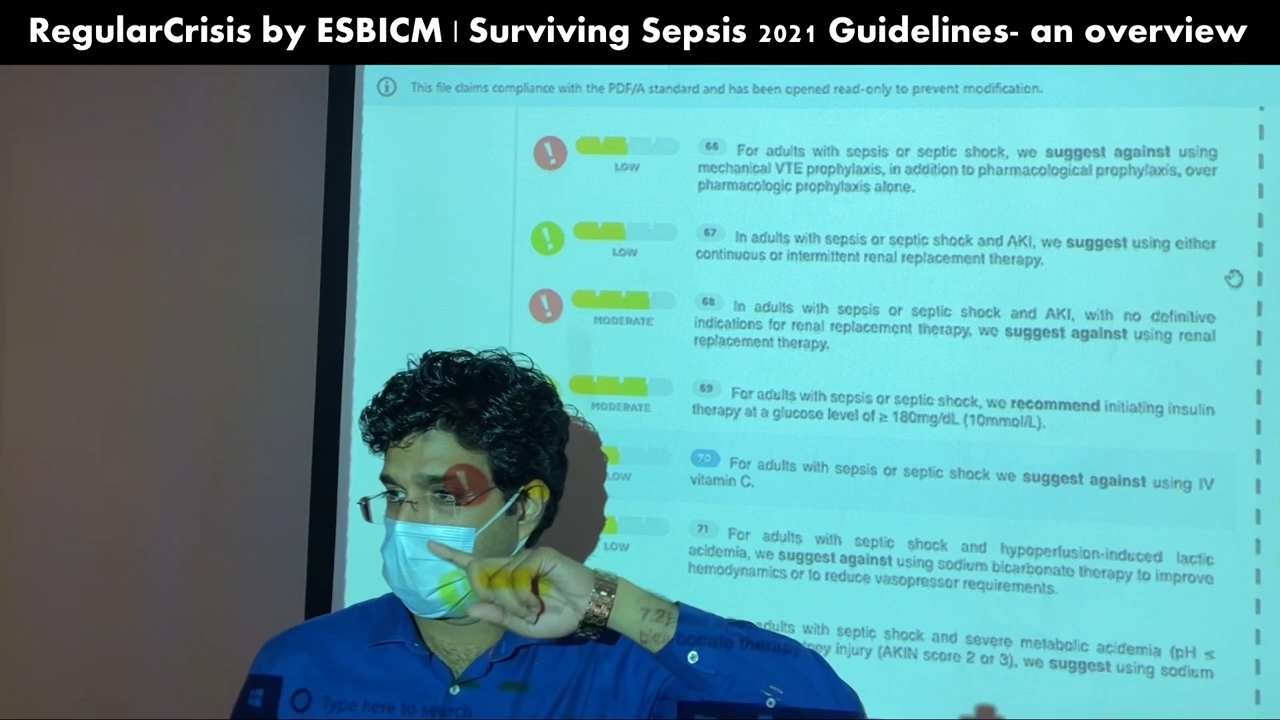 RegularCrisis by ESBICM | Surviving Sepsis 2021 Guidelines- an overview
This file claims compliance with the PDF/A standard and has been opened read-only to prevent modification.
LOW
66 For adults with sepsis or septic shock, we suggest against using
mechanical VTE prophylaxis, in addition to pharmacological prophylaxis, over
pharmacologic prophylaxis alone.
LOW
67 In adults with sepsis or septic shock and AKI, we suggest using either
continuous or intermittent renal replacement therapy.
MODERATE
68 In adults with sepsis or septic shock and AKI, with no definitive
indications for renal replacement therapy, we suggest against using renal
replacement therapy.
MODERATE
69 For adults with sepsis or septic shock, we recommend initiating insulin
therapy at a glucose level of ≥ 180mg/dL (10mmol/L).
LOW
70 For adults with sepsis or septic shock we suggest against using IV
vitamin C.
LOW
71 For adults with septic shock and hypoperfusion-induced lactic
acidemia, we suggest against using sodium bicarbonate therapy to improve
hemodynamics or to reduce vasopressor requirements.
adults with septic shock and severe metabolic acidemia (pH ≤
7.2) injury (AKIN score 2 or 3), we suggest using sodium
bicarbonate therapy
Type here to search